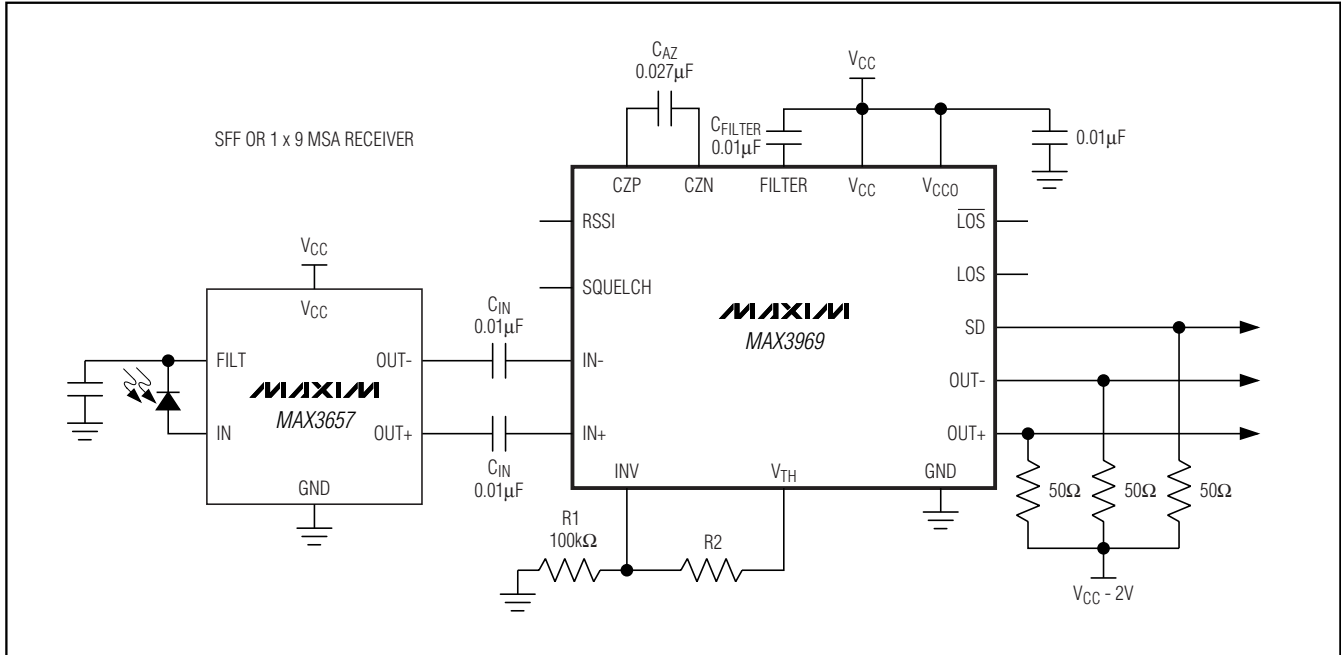 C_AZ
0.027μF
V_CC
C_FILTER
0.01μF
0.01μF
SFF OR 1 x 9 MSA RECEIVER
CZP
CZN
FILTER
V_CC
V_CCO
RSSI
L̅O̅S̅
V_CC
SQUELCH
LOS
V_CC
C_IN
0.01μF
MAXIM
MAX3969
SD
FILT
OUT-
IN-
OUT-
MAXIM
MAX3657
IN
OUT+
IN+
OUT+
C_IN
0.01μF
INV
V_TH
GND
GND
50Ω
50Ω
50Ω
R1
100kΩ
R2
V_CC - 2V